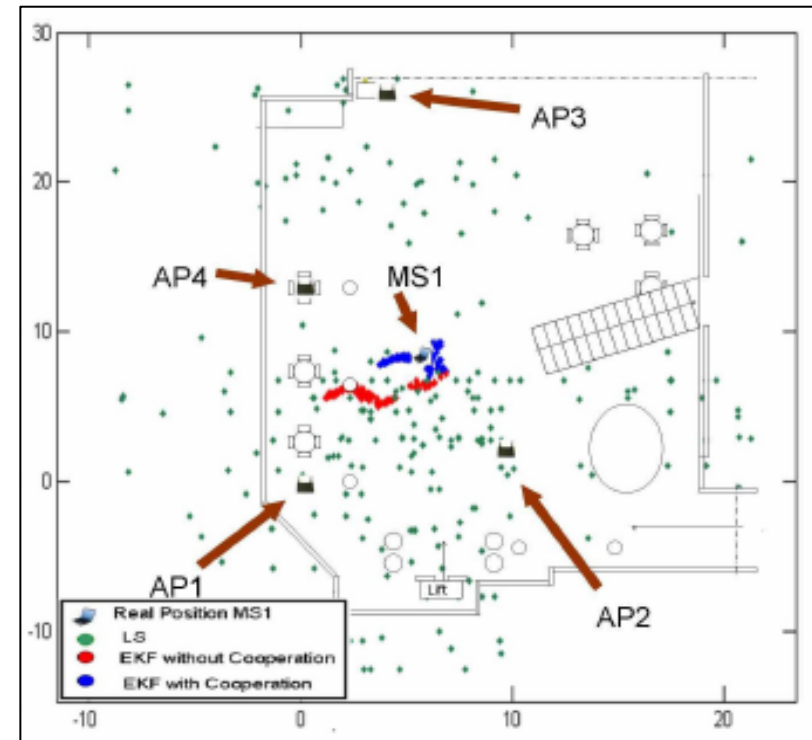 30
AP3
20
AP4
MS1
10
0
AP1
Lift
AP2
Real Position MS1
LS
EKF without Cooperation
EKF with Cooperation
-10
-10
0
10
20